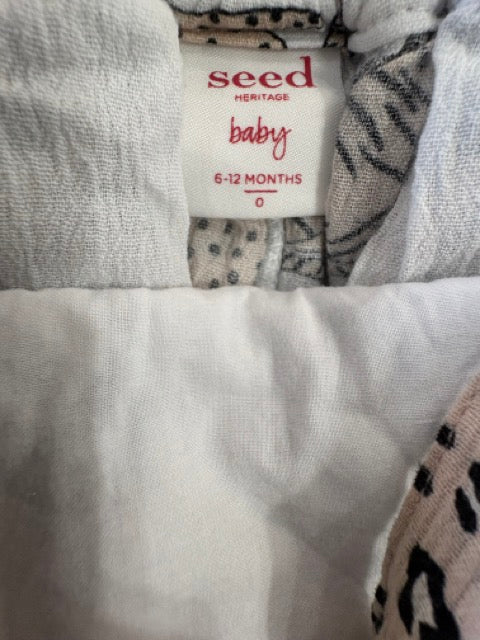 seed
HERITAGE
baby
6-12 MONTHS
0